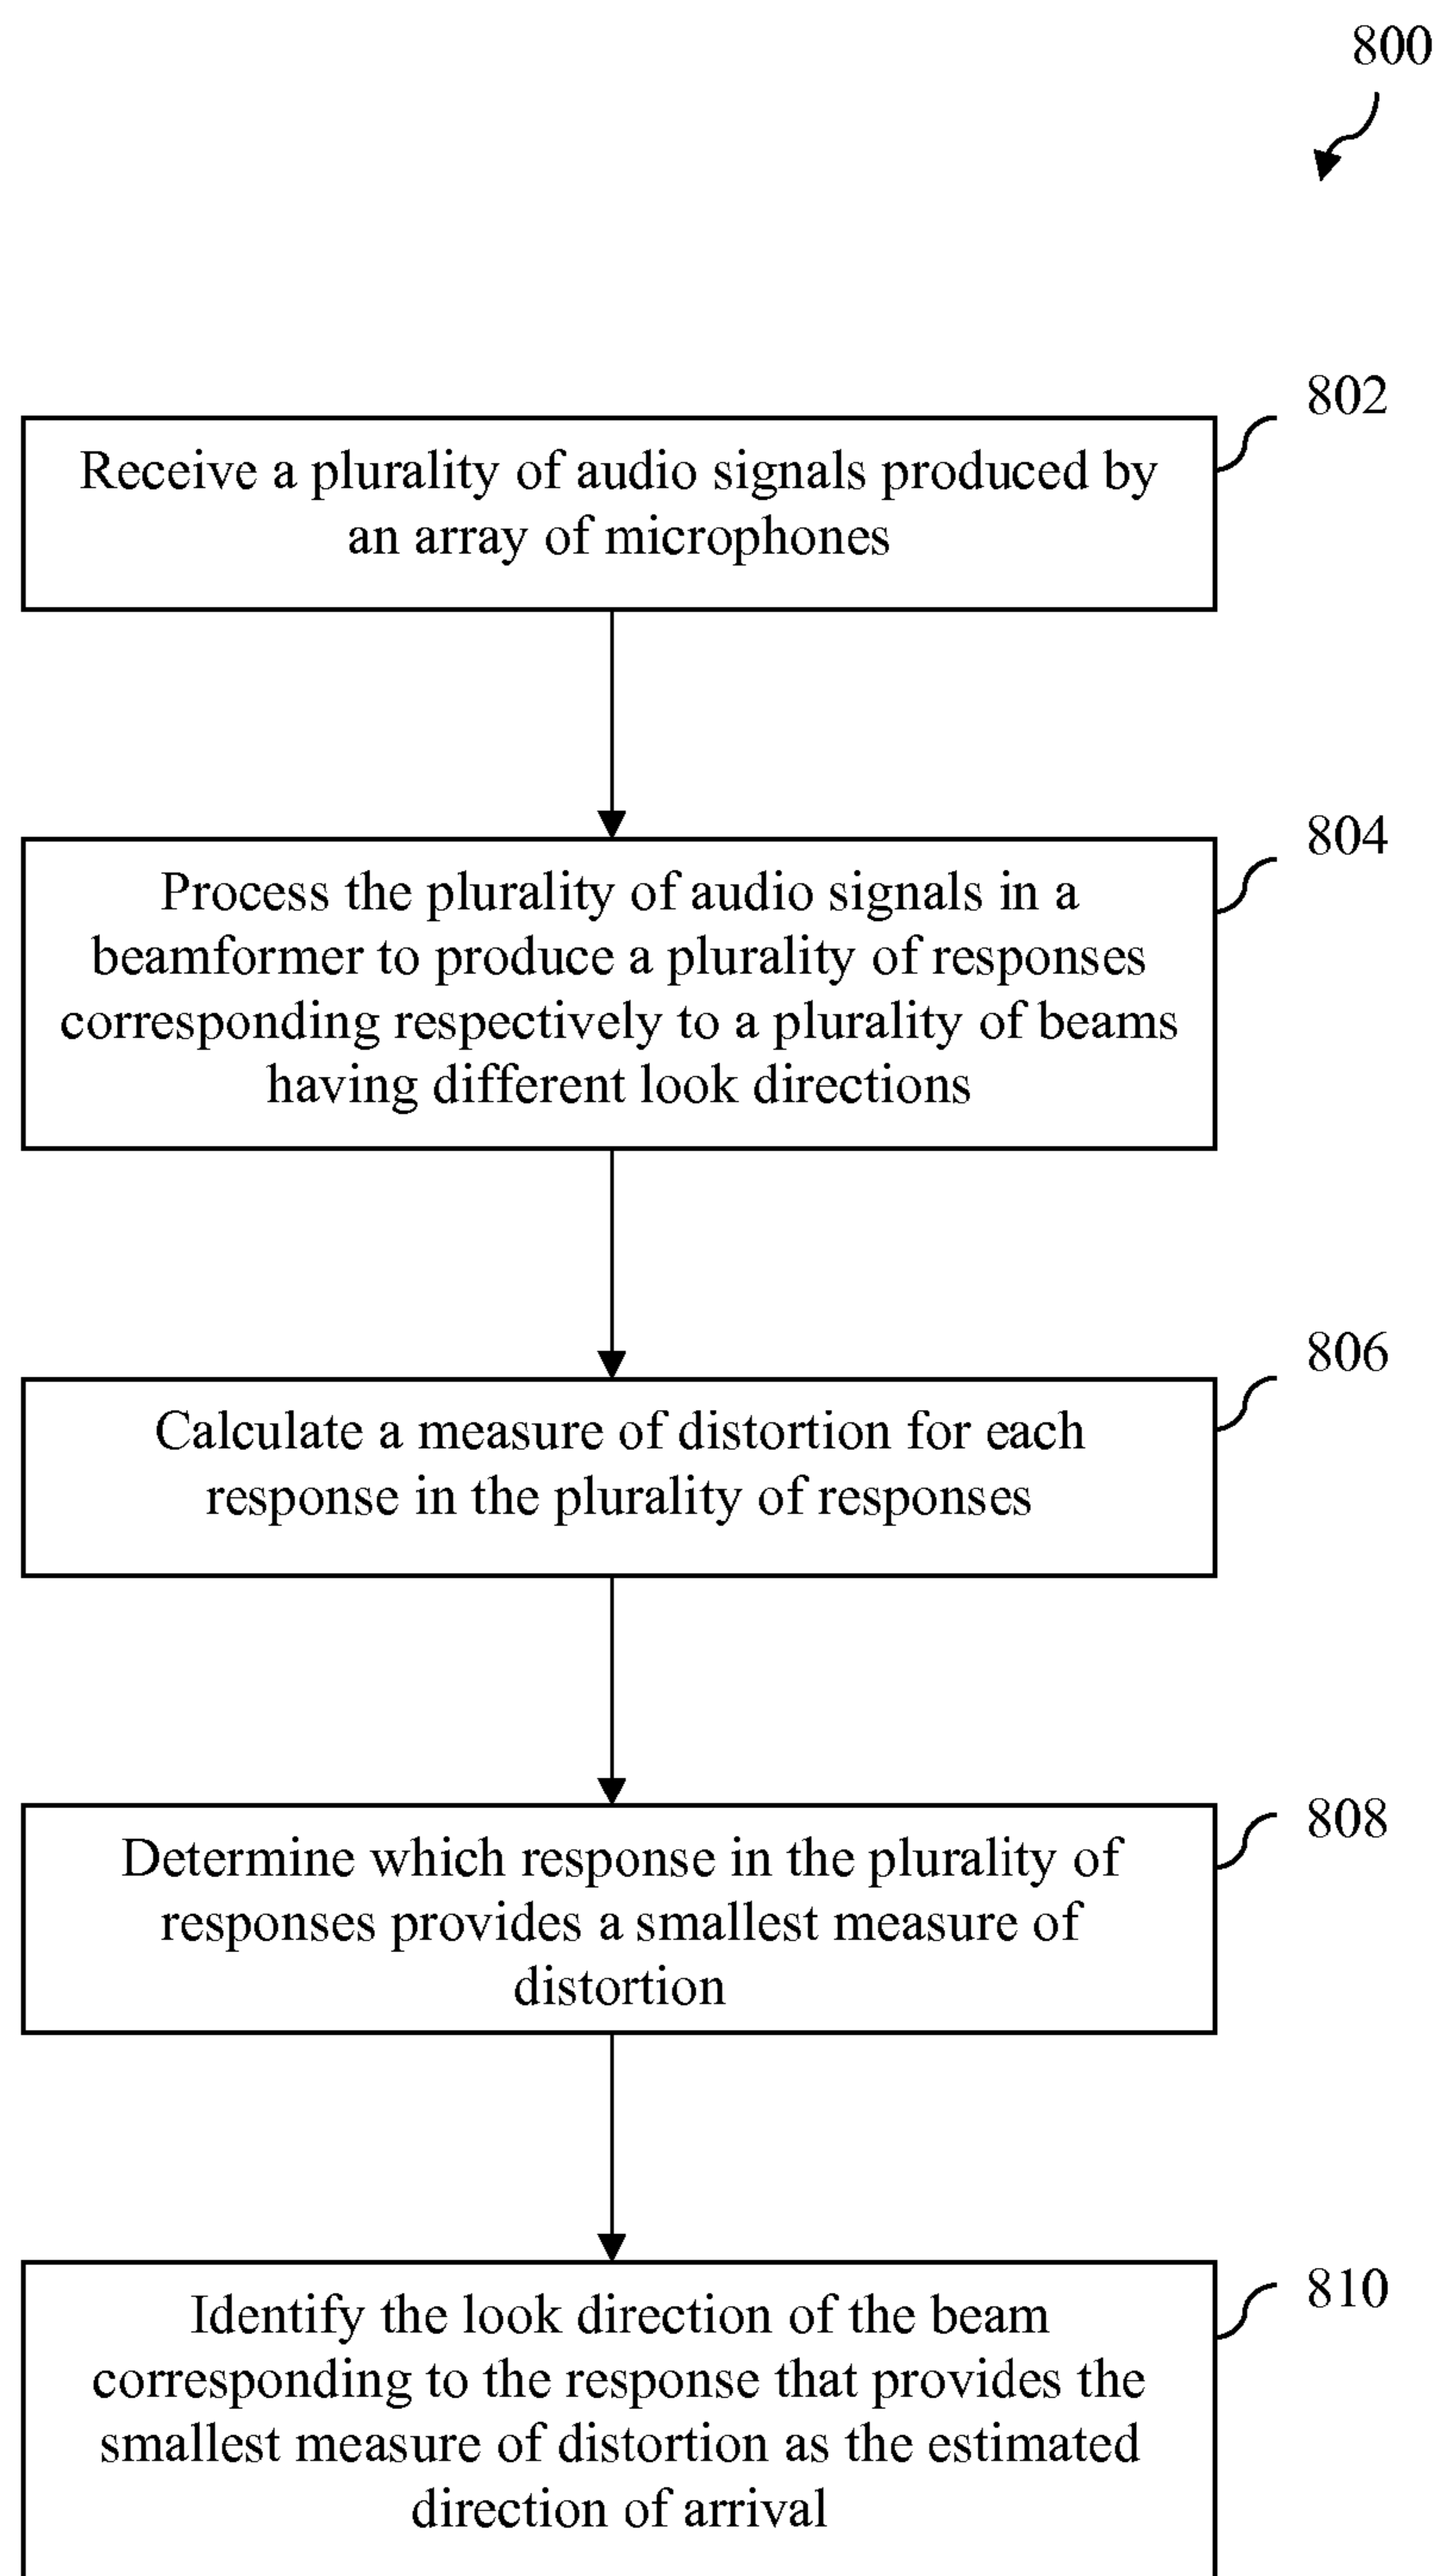 800
802
Receive a plurality of audio signals produced by
an array of microphones
804
Process the plurality of audio signals in a
beamformer to produce a plurality of responses
corresponding respectively to a plurality of beams
having different look directions
806
Calculate a measure of distortion for each
response in the plurality of responses
808
Determine which response in the plurality of
responses provides a smallest measure of
distortion
810
Identify the look direction of the beam
corresponding to the response that provides the
smallest measure of distortion as the estimated
direction of arrival